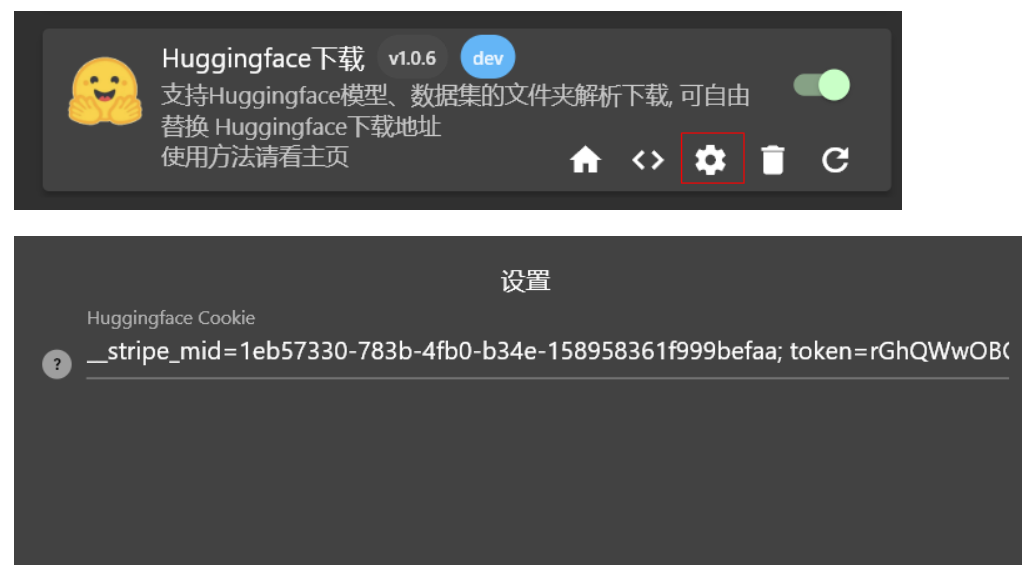 Huggingface下载 v1.0.6 dev
支持Huggingface模型、数据集的文件夹解析下载, 可自由
替换 Huggingface下载地址
使用方法请看主页
设置
Huggingface Cookie
? __stripe_mid=1eb57330-783b-4fb0-b34e-158958361f999befaa; token=rGhQWwOBC